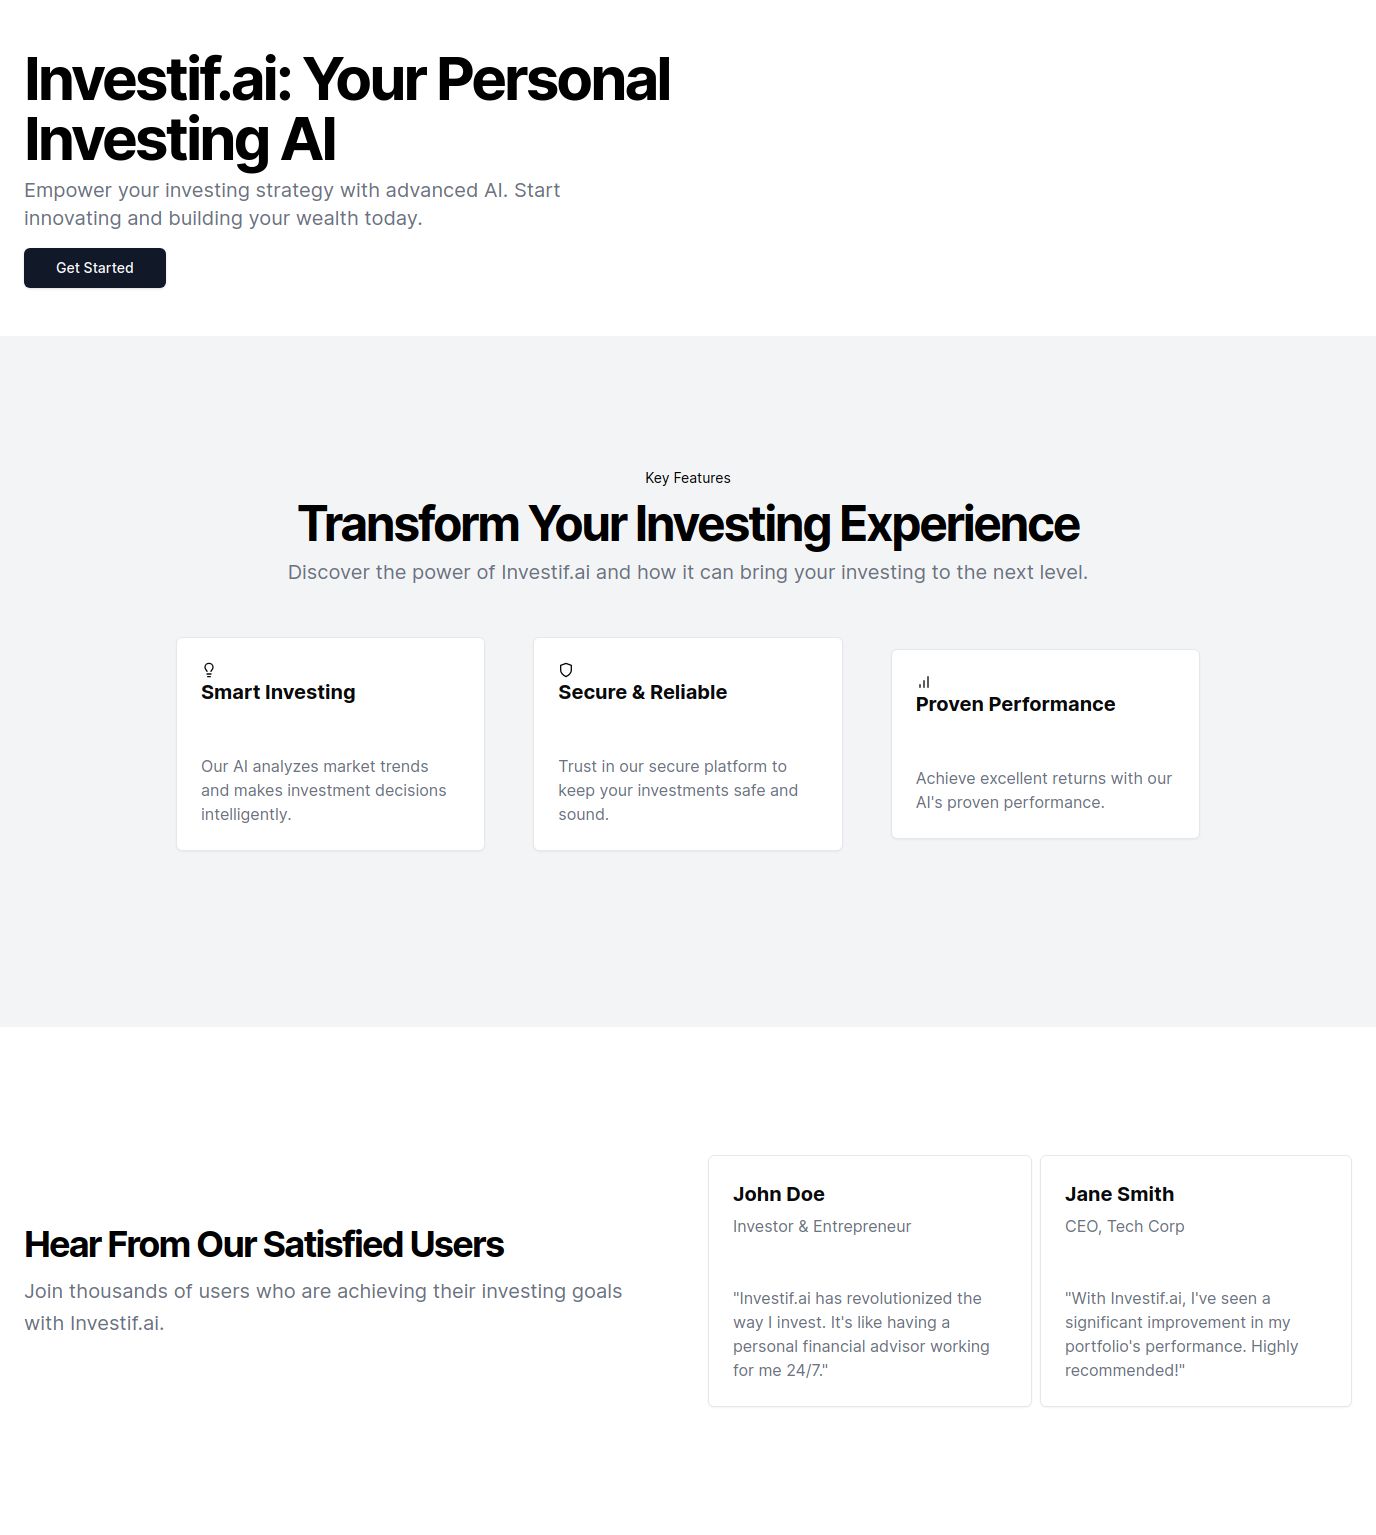 Investif.ai: Your Personal
Investing AI
Empower your investing strategy with advanced AI. Start
innovating and building your wealth today.
Get Started
Key Features
Transform Your Investing Experience
Discover the power of Investif.ai and how it can bring your investing to the next level.
Smart Investing
Our AI analyzes market trends
and makes investment decisions
intelligently.
Secure & Reliable
Trust in our secure platform to
keep your investments safe and
sound.
Proven Performance
Achieve excellent returns with our
AI's proven performance.
Hear From Our Satisfied Users
Join thousands of users who are achieving their investing goals
with Investif.ai.
John Doe
Investor & Entrepreneur
"Investif.ai has revolutionized the
way I invest. It's like having a
personal financial advisor working
for me 24/7."
Jane Smith
CEO, Tech Corp
"With Investif.ai, I've seen a
significant improvement in my
portfolio's performance. Highly
recommended!"